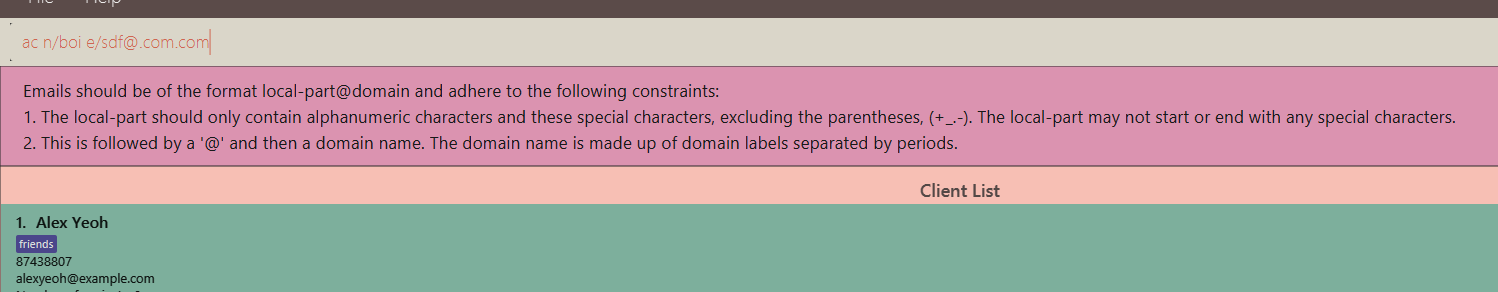 File Help
ac n/boi e/sdf@.com.com
Emails should be of the format local-part@domain and adhere to the following constraints:
1. The local-part should only contain alphanumeric characters and these special characters, excluding the parentheses, (+_.-). The local-part may not start or end with any special characters.
2. This is followed by a '@' and then a domain name. The domain name is made up of domain labels separated by periods.
Client List
1. Alex Yeoh
friends
87438807
alexyeoh@example.com